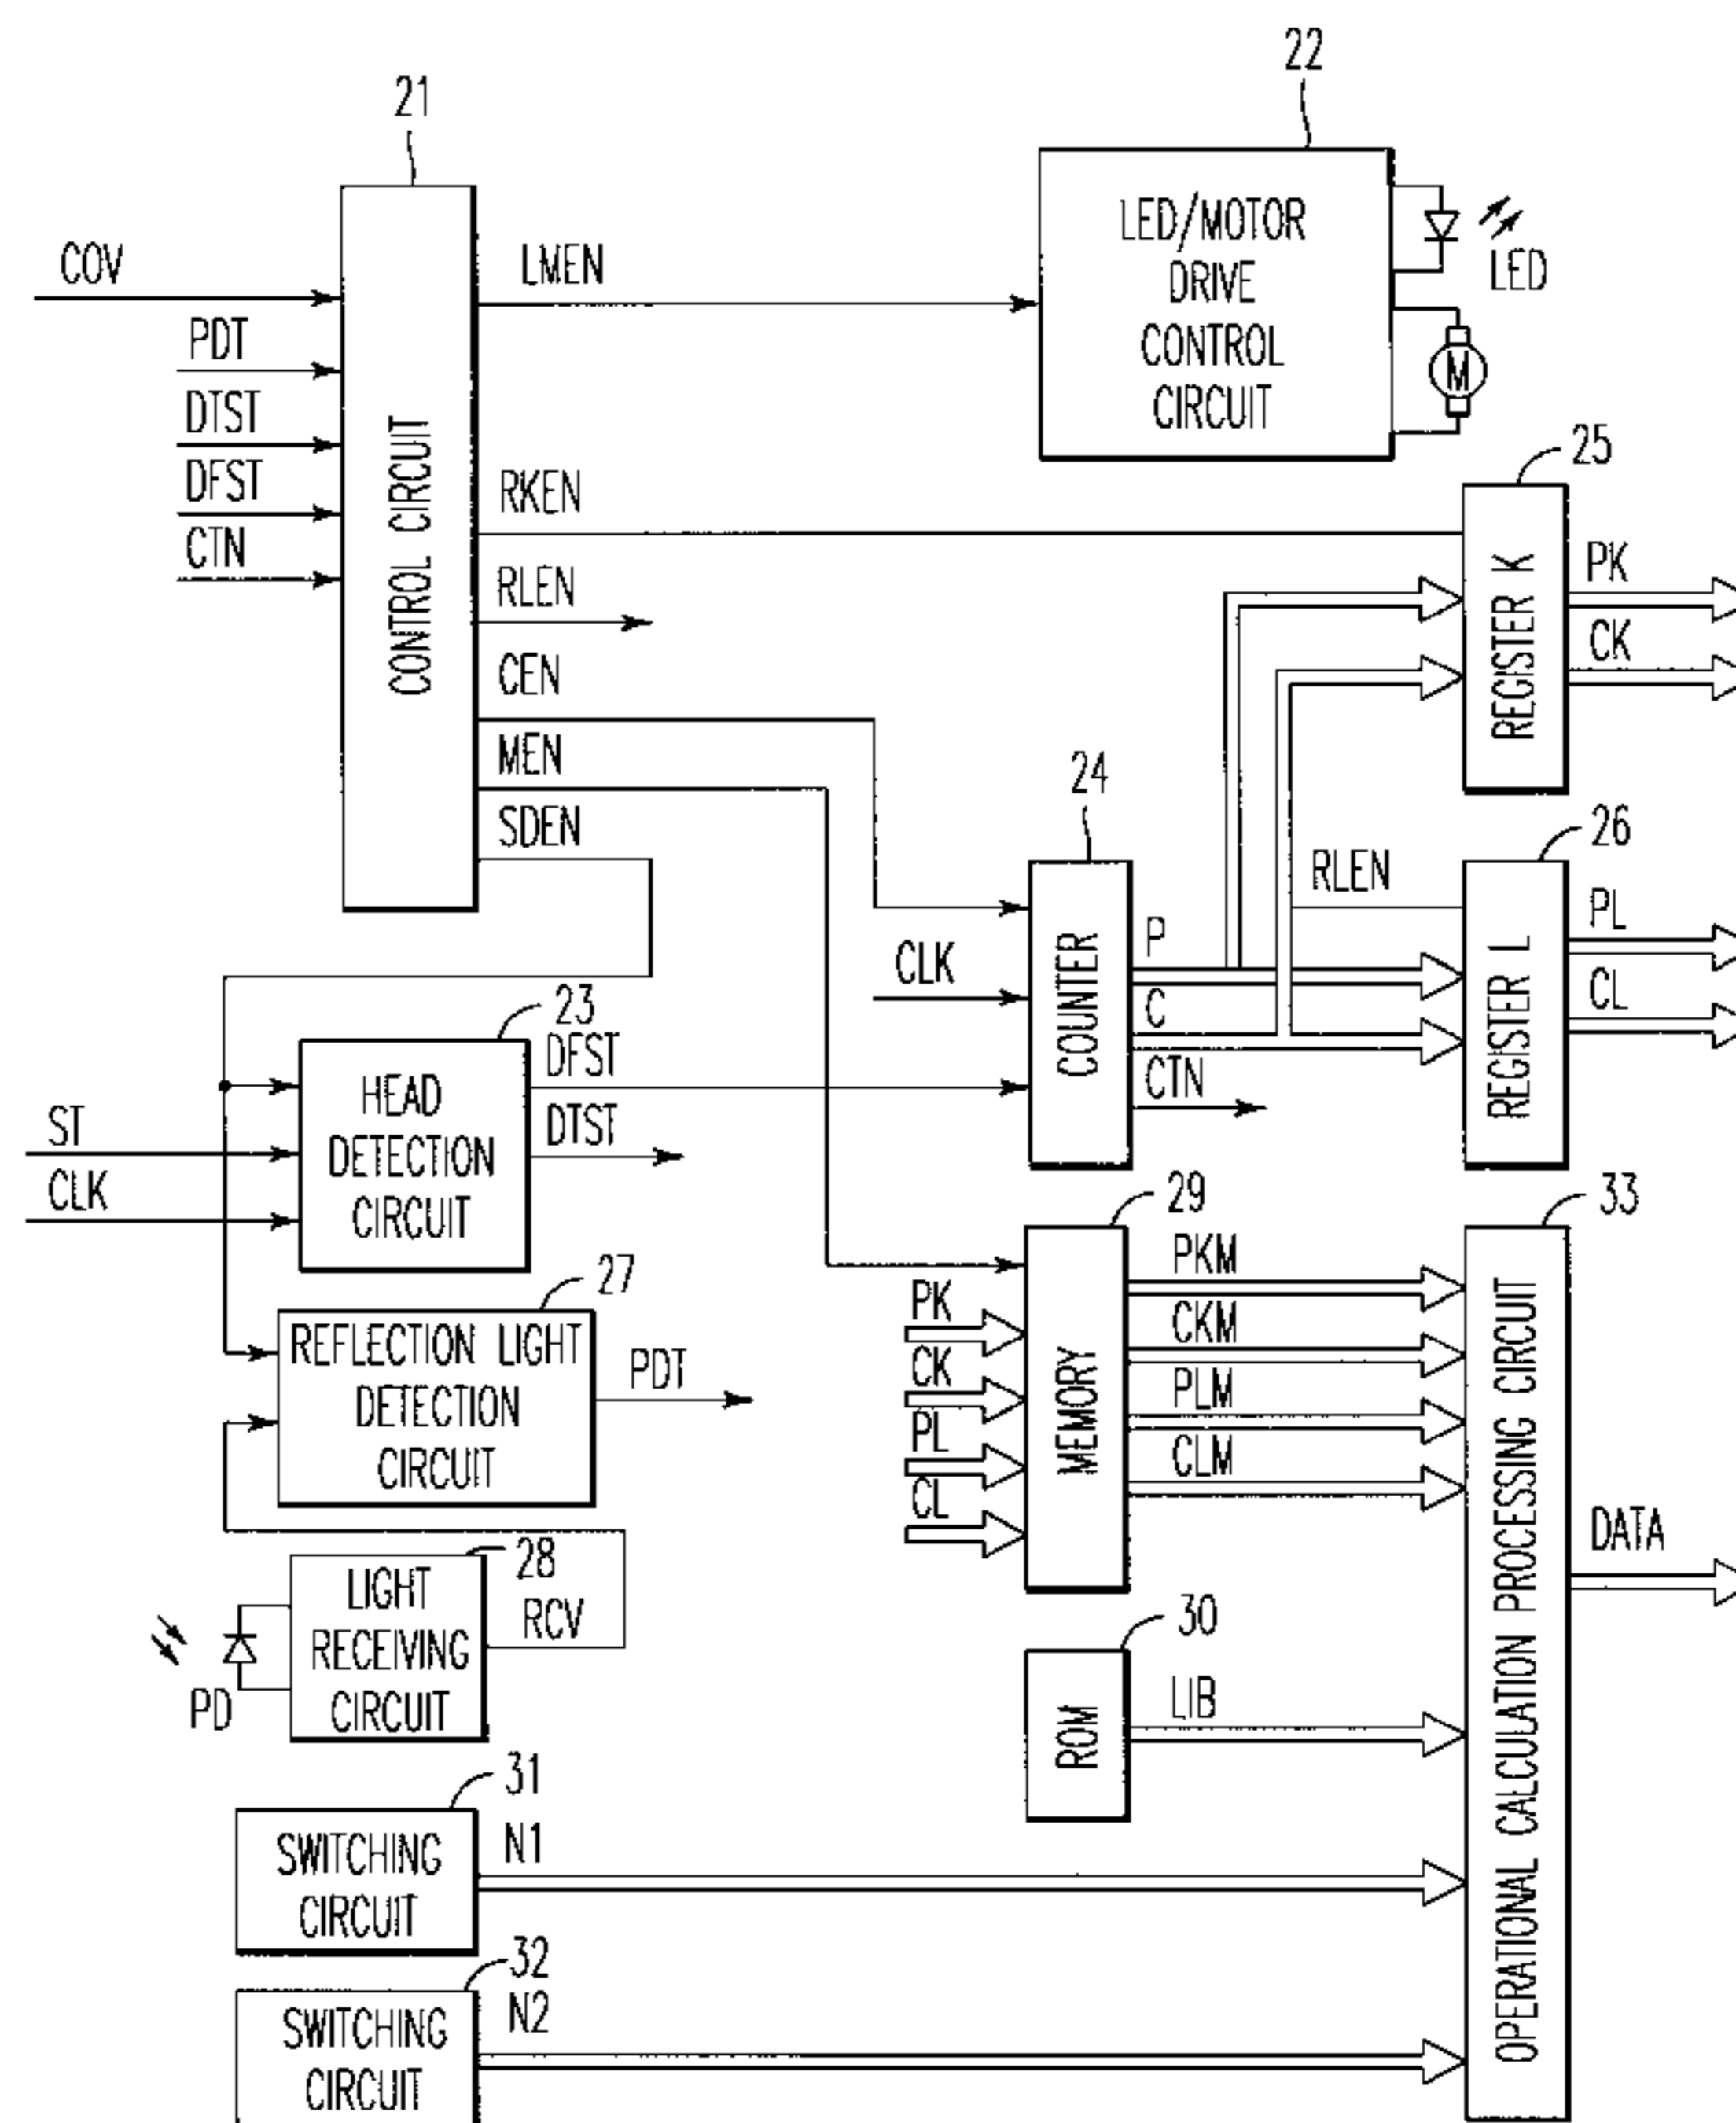 21
COV
PDT
DTST
DFST
CTN
CONTROL CIRCUIT
LMEN
RKEN
RLEN
CEN
MEN
SDEN
22
LED/MOTOR
DRIVE
CONTROL
CIRCUIT
LED
M
25
REGISTER K
PK
CK
24
CLK
COUNTER
P
C
CTN
RLEN
26
REGISTER L
PL
CL
23
ST
CLK
HEAD
DETECTION
CIRCUIT
DFST
DTST
27
REFLECTION LIGHT
DETECTION
CIRCUIT
PDT
28
PD
LIGHT
RECEIVING
CIRCUIT
RCV
29
PK
CK
PL
CL
MEMORY
PKM
CKM
PLM
CLM
33
OPERATIONAL CALCULATION PROCESSING CIRCUIT
DATA
30
ROM
LIB
31
SWITCHING
CIRCUIT
N1
32
SWITCHING
CIRCUIT
N2